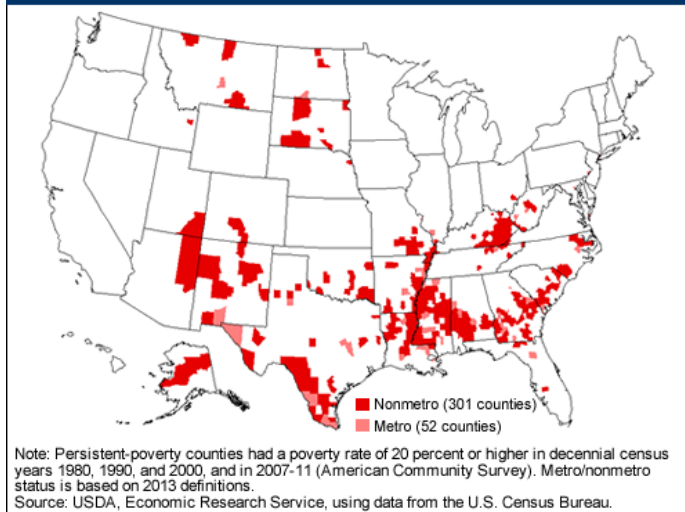 Nonmetro (301 counties)
Metro (52 counties)
Note: Persistent-poverty counties had a poverty rate of 20 percent or higher in decennial census
years 1980, 1990, and 2000, and in 2007-11 (American Community Survey). Metro/nonmetro
status is based on 2013 definitions.
Source: USDA, Economic Research Service, using data from the U.S. Census Bureau.